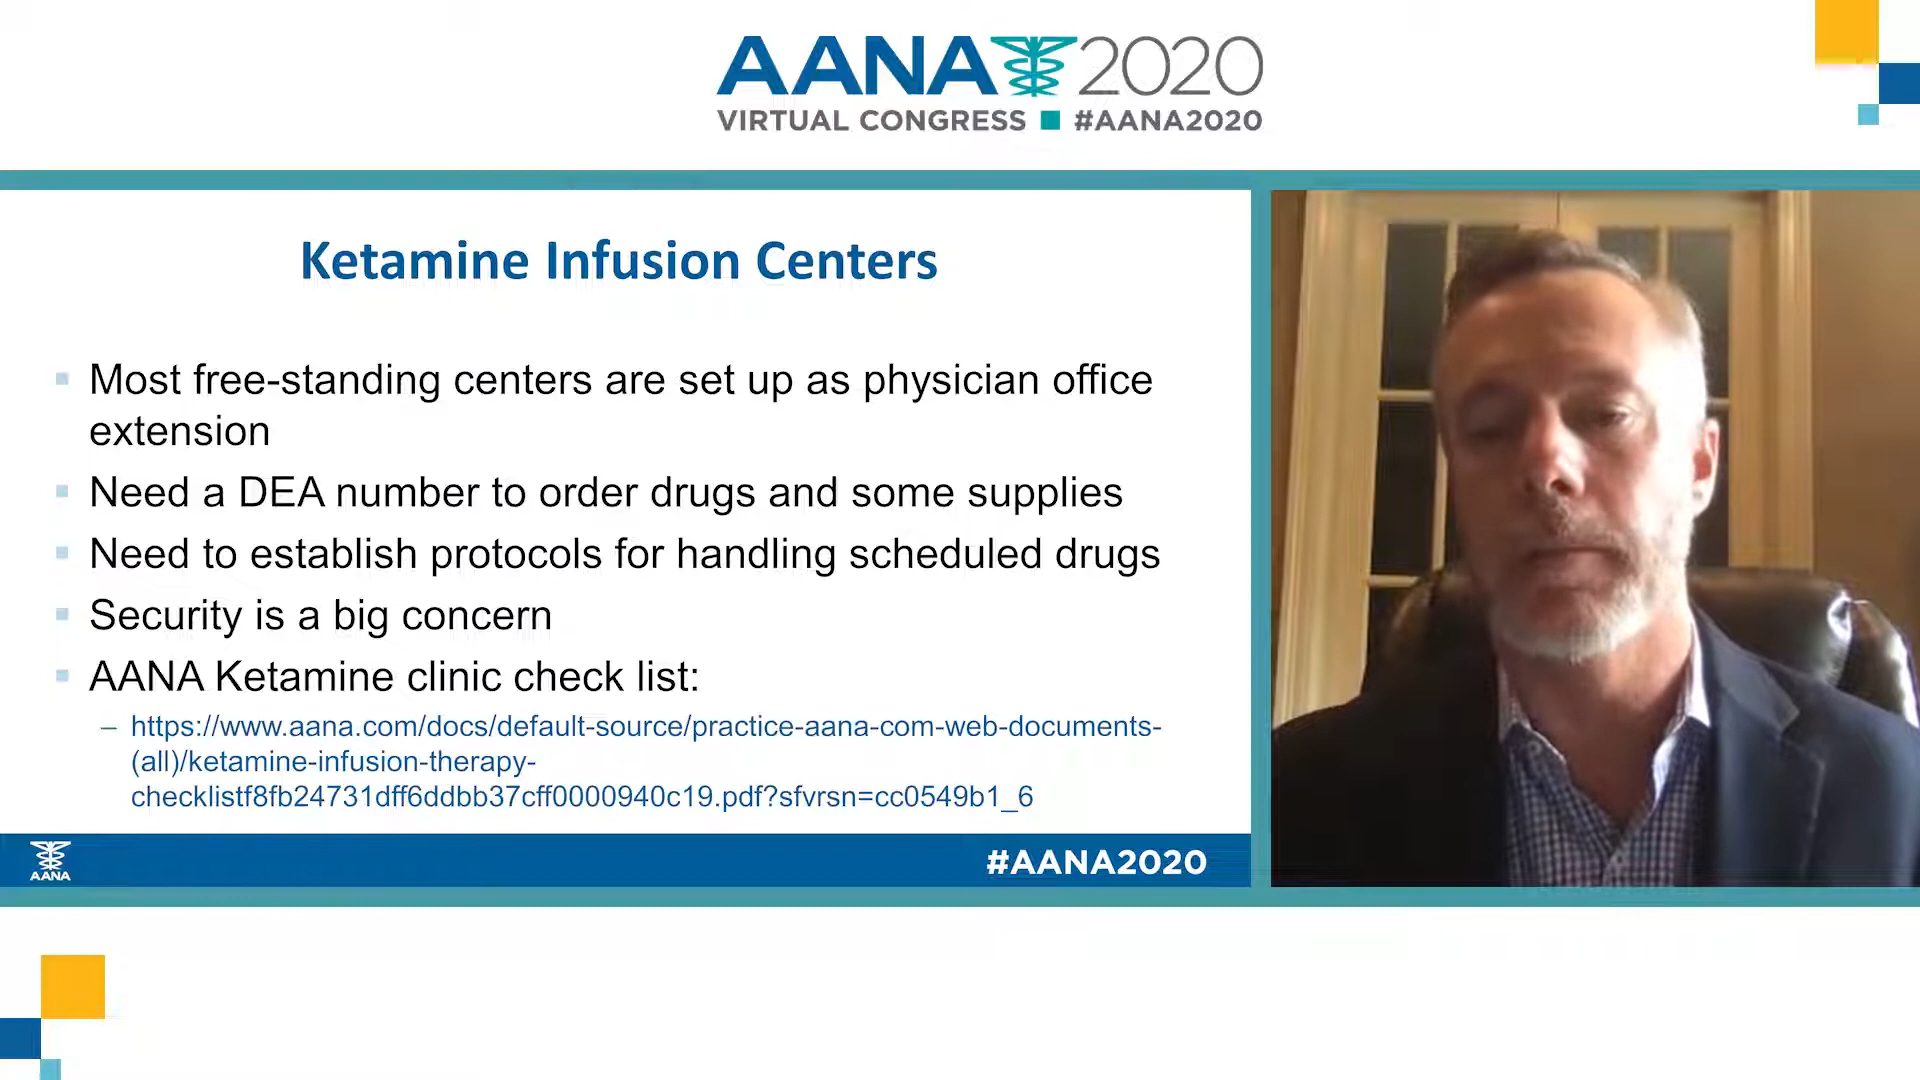 AANA 2020
VIRTUAL CONGRESS #AANA2020
Ketamine Infusion Centers
Most free-standing centers are set up as physician office
extension
Need a DEA number to order drugs and some supplies
Need to establish protocols for handling scheduled drugs
Security is a big concern
AANA Ketamine clinic check list:
– https://www.aana.com/docs/default-source/practice-aana-com-web-documents-
(all)/ketamine-infusion-therapy-
checklistf8fb24731dff6ddbb37cff0000940c19.pdf?sfvrsn=cc0549b1_6
AANA
#AANA2020